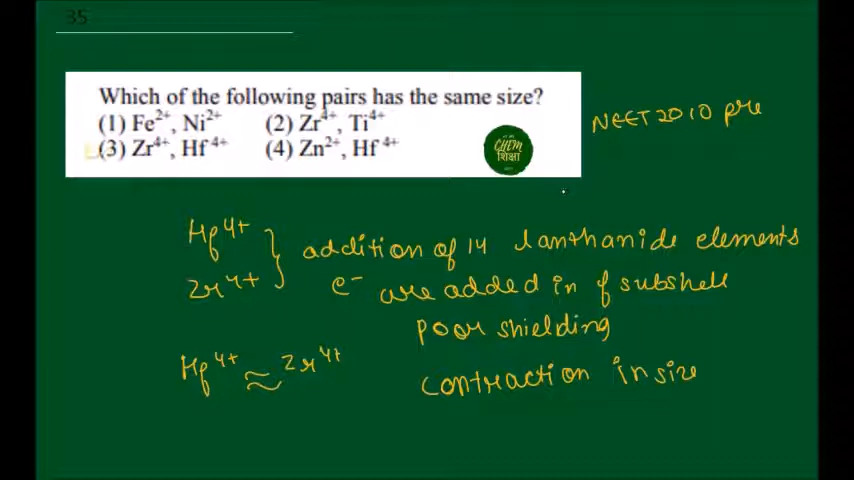 35
Which of the following pairs has the same size?
(1) Fe²⁺, Ni²⁺ (2) Zr⁴⁺, Ti⁴⁺
(3) Zr⁴⁺, Hf⁴⁺ (4) Zn²⁺, Hf⁴⁺
CHEM
शिक्षा
NEET 2010 pre
Hf⁴⁺
Zr⁴⁺
addition of 14 lanthanide elements
e⁻ are added in f subshell
poor shielding
Hf⁴⁺ ≈ Zr⁴⁺
contraction in size